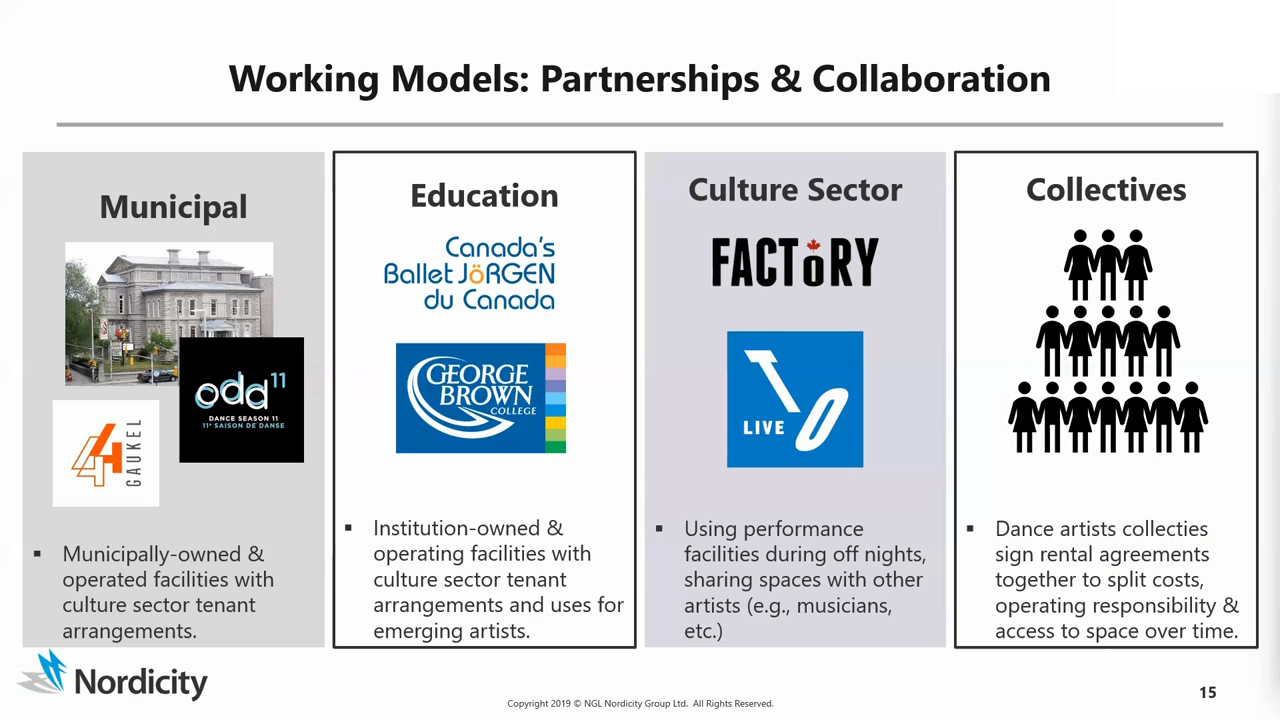 Working Models: Partnerships & Collaboration
Municipal
odd11
DANCE SEASON 11
11e SAISON DE DANSE
44
GAUKEL
▪ Municipally-owned &
operated facilities with
culture sector tenant
arrangements.
Education
Canada's
Ballet JöRGEN
du Canada
GEORGE
BROWN
COLLEGE
▪ Institution-owned &
operating facilities with
culture sector tenant
arrangements and uses for
emerging artists.
Culture Sector
FACTORY
TO
LIVE
▪ Using performance
facilities during off nights,
sharing spaces with other
artists (e.g., musicians,
etc.)
Collectives
▪ Dance artists collecties
sign rental agreements
together to split costs,
operating responsibility &
access to space over time.
Nordicity
Copyright 2019 © NGL Nordicity Group Ltd. All Rights Reserved.
15